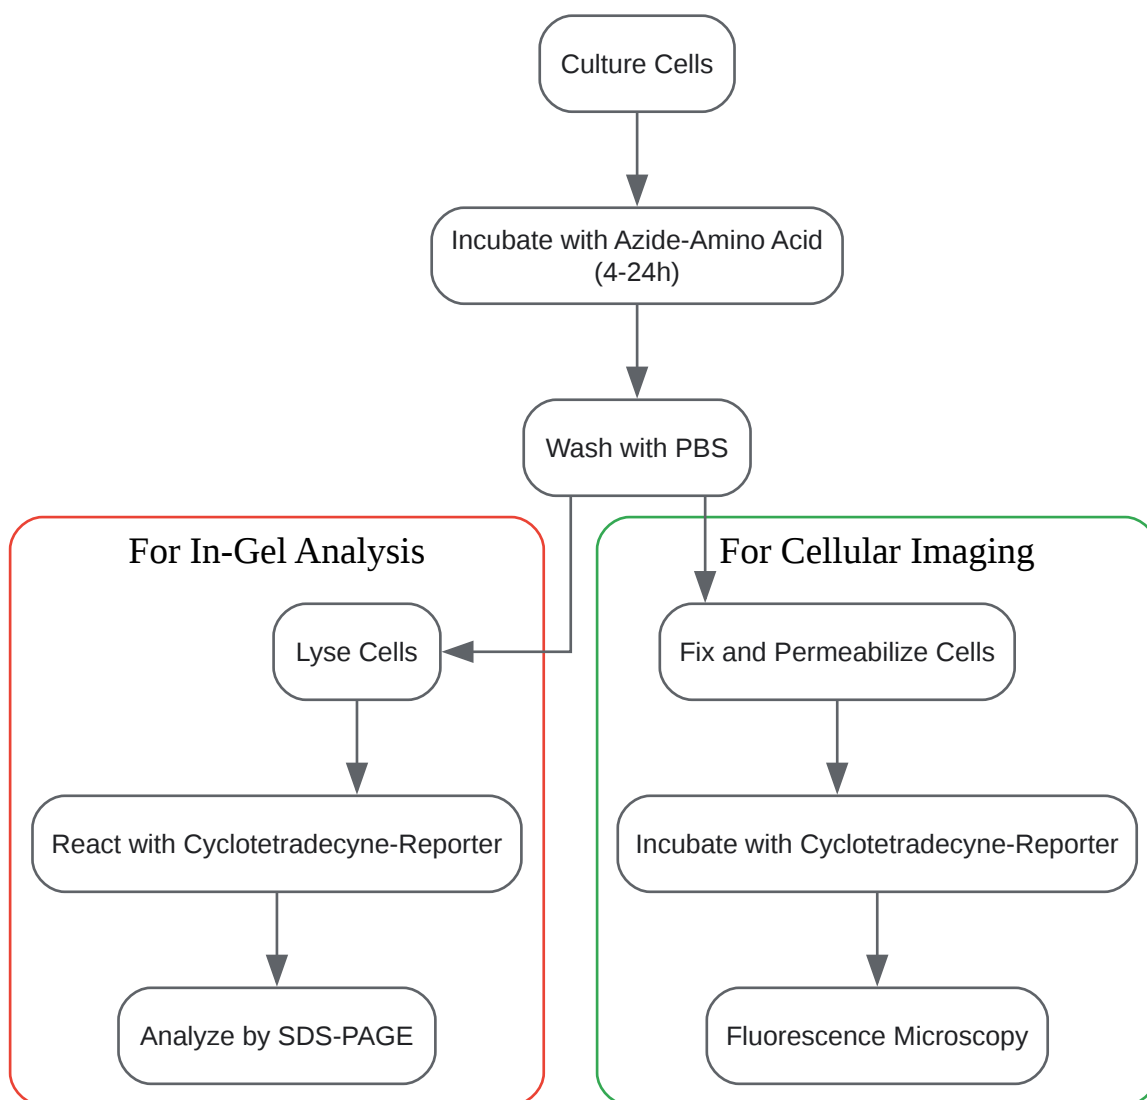 Culture Cells
Incubate with Azide-Amino Acid
(4-24h)
Wash with PBS
For In-Gel Analysis
Lyse Cells
React with Cyclotetradecyne-Reporter
Analyze by SDS-PAGE
For Cellular Imaging
Fix and Permeabilize Cells
Incubate with Cyclotetradecyne-Reporter
Fluorescence Microscopy